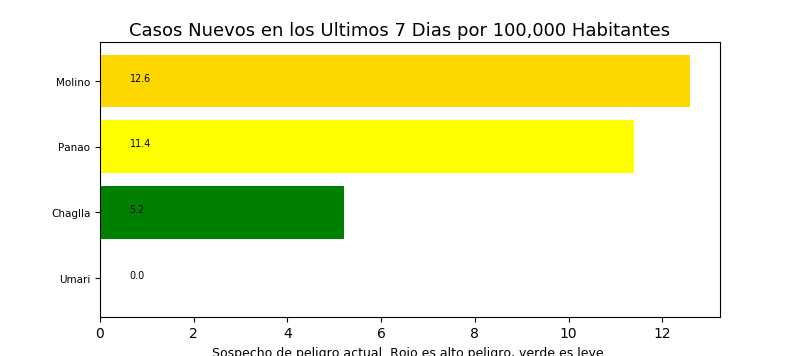 Casos Nuevos en los Ultimos 7 Dias por 100,000 Habitantes
Molino 12.6
Panao 11.4
Chaglla 5.2
Umari 0.0
0 2 4 6 8 10 12
Sospecho de peligro actual. Rojo es alto peligro, verde es leve